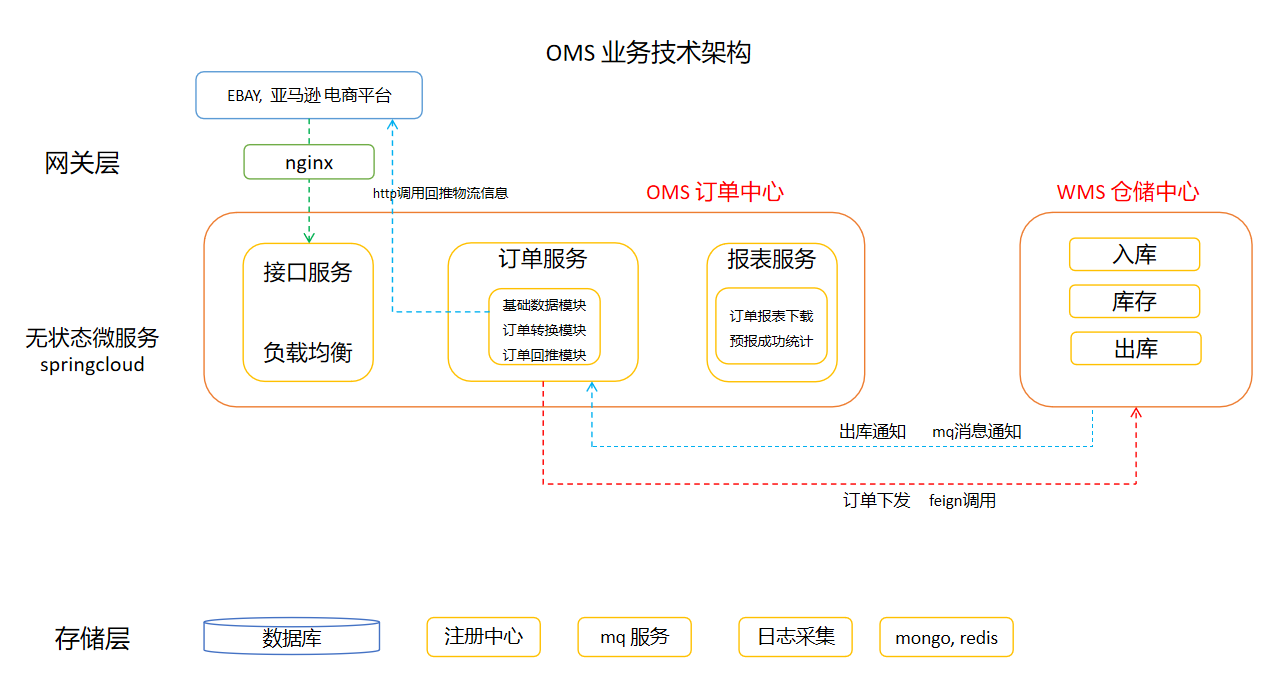 OMS 业务技术架构
EBAY, 亚马逊 电商平台
网关层
nginx
http调用回推物流信息
OMS 订单中心
WMS 仓储中心
接口服务
负载均衡
订单服务
基础数据模块
订单转换模块
订单回推模块
报表服务
订单报表下载
预报成功统计
入库
库存
出库
无状态微服务
springcloud
出库通知 mq消息通知
订单下发 feign调用
存储层
数据库
注册中心
mq 服务
日志采集
mongo, redis